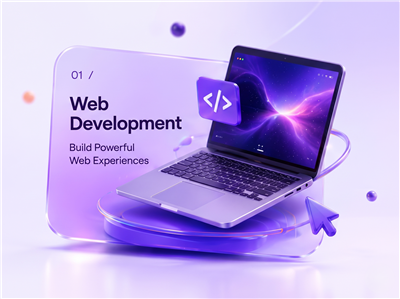 01 /
Web
Development
Build Powerful
Web Experiences
</>